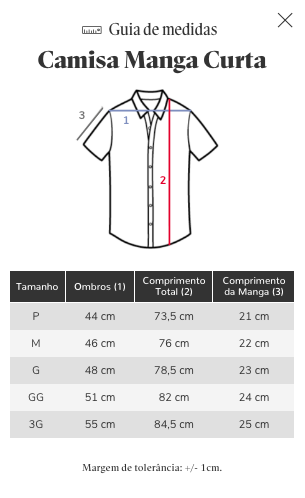 Guia de medidas
Camisa Manga Curta
3
1
2
Tamanho Ombros (1) Comprimento Total (2) Comprimento da Manga (3)
P 44 cm 73,5 cm 21 cm
M 46 cm 76 cm 22 cm
G 48 cm 78,5 cm 23 cm
GG 51 cm 82 cm 24 cm
3G 55 cm 84,5 cm 25 cm
Margem de tolerância: +/- 1cm.